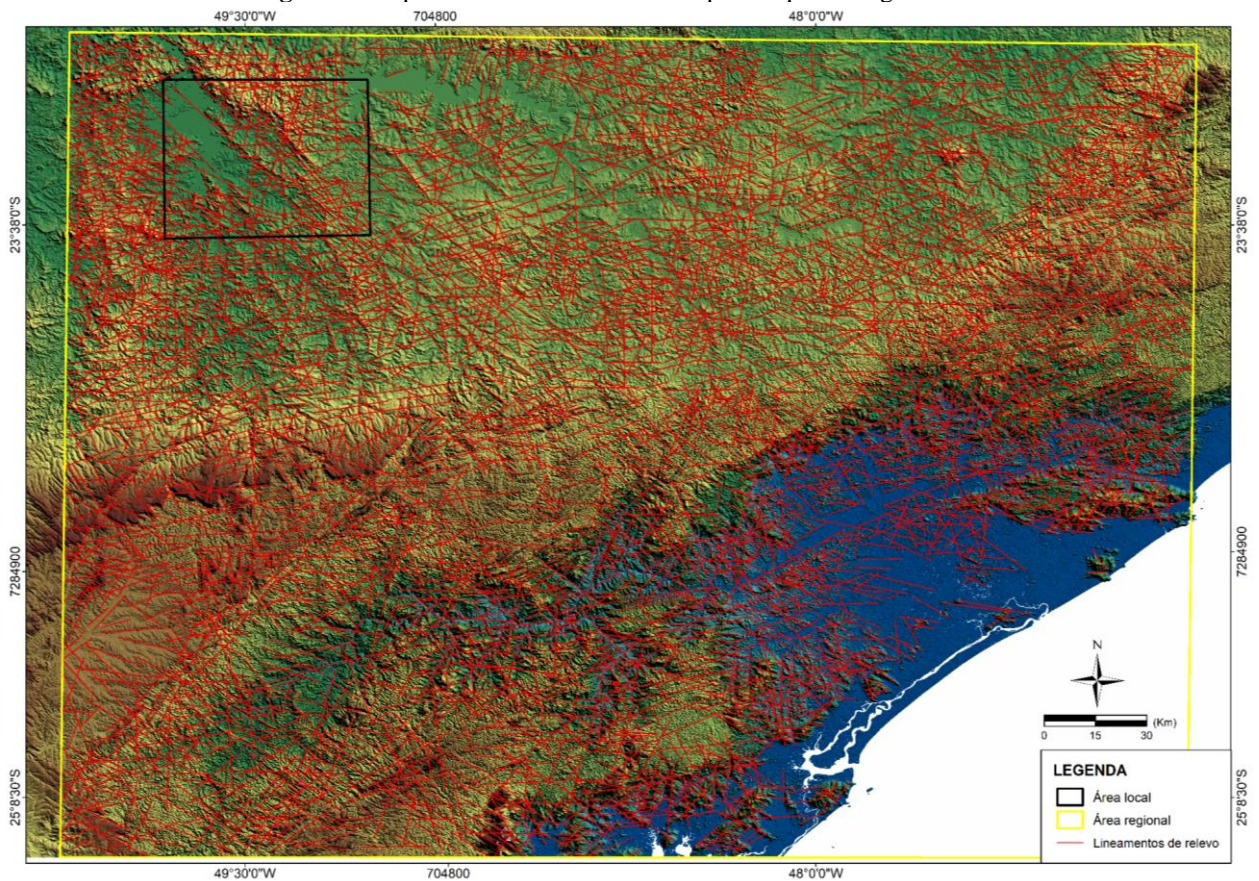 49°30'0"W 704800 48°0'0"W
23°38'0"S
23°38'0"S
7284900
7284900
25°8'30"S
25°8'30"S
N
(Km)
0 15 30
LEGENDA
Área local
Área regional
Lineamentos de relevo
49°30'0"W 704800 48°0'0"W